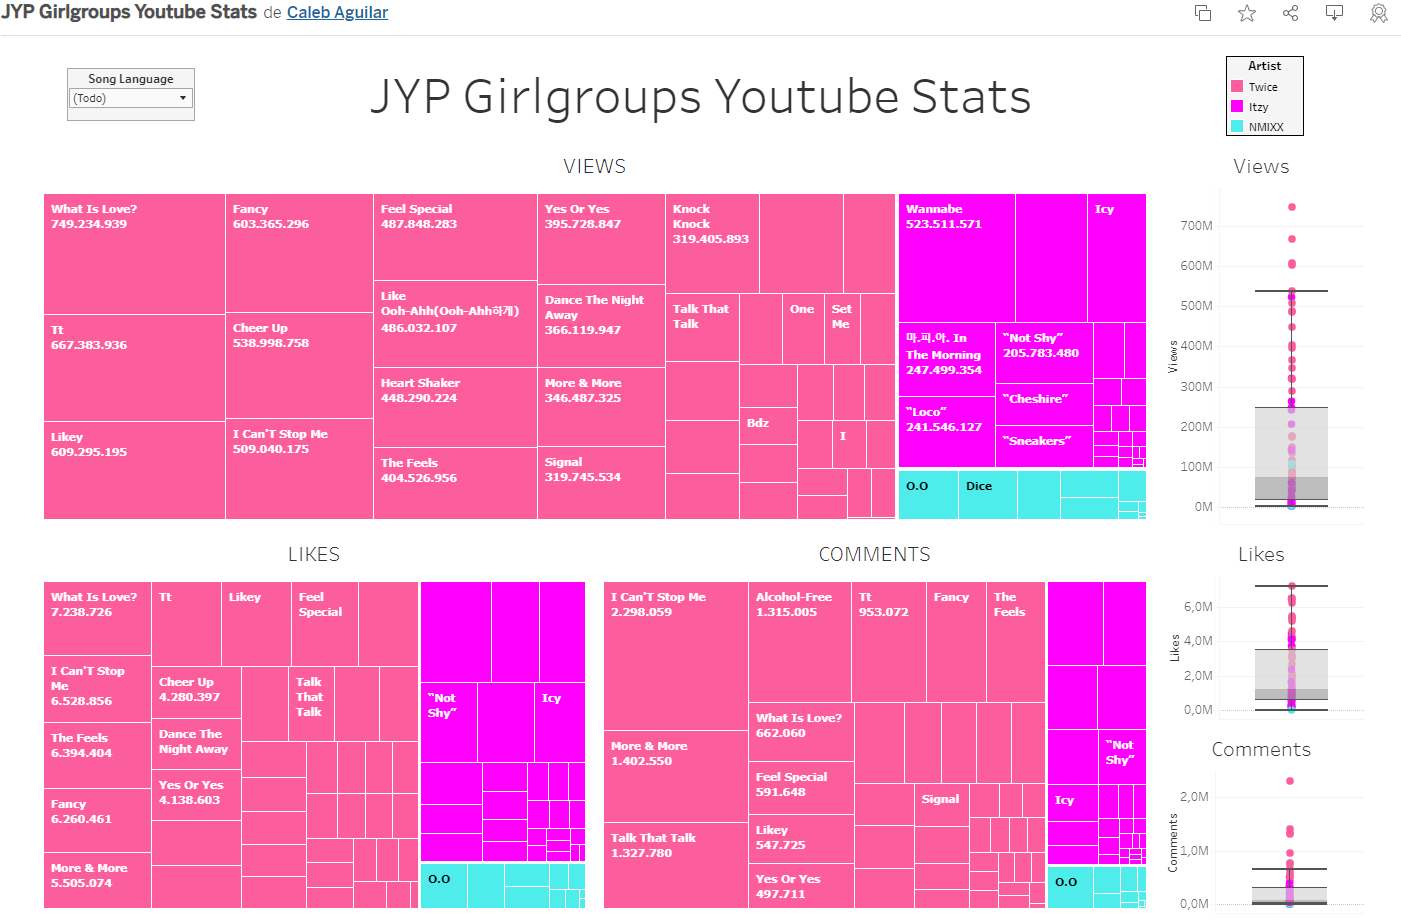 JYP Girlgroups Youtube Stats de Caleb Aguilar
Song Language
(Todo)
JYP Girlgroups Youtube Stats
Artist
Twice
Itzy
NMIXX
VIEWS
What Is Love?
749.234.939
Tt
667.383.936
Likey
609.295.195
Fancy
603.365.296
Cheer Up
538.998.758
I Can'T Stop Me
509.040.175
Feel Special
487.848.283
Like
Ooh-Ahh(Ooh-Ahh하게)
486.032.107
Heart Shaker
448.290.224
The Feels
404.526.956
Yes Or Yes
395.728.847
Dance The Night
Away
366.119.947
More & More
346.487.325
Signal
319.745.534
Knock
Knock
319.405.893
Talk That
Talk
One
Set
Me
Bdz
I
Wannabe
523.511.571
Icy
마.피.아. In
The Morning
247.499.354
"Loco"
241.546.127
"Not Shy"
205.783.480
"Cheshire"
"Sneakers"
O.O
Dice
Views
700M
600M
500M
400M
300M
200M
100M
0M
Views
LIKES
What Is Love?
7.238.726
I Can'T Stop
Me
6.528.856
The Feels
6.394.404
Fancy
6.260.461
More & More
5.505.074
Tt
Likey
Feel
Special
Cheer Up
4.280.397
Dance The
Night Away
Yes Or Yes
4.138.603
Talk
That
Talk
"Not
Shy"
Icy
O.O
COMMENTS
I Can'T Stop Me
2.298.059
More & More
1.402.550
Talk That Talk
1.327.780
Alcohol-Free
1.315.005
Tt
953.072
Fancy
The
Feels
What Is Love?
662.060
Feel Special
591.648
Likey
547.725
Yes Or Yes
497.711
Signal
"Not
Shy"
Icy
O.O
Likes
6,0M
4,0M
2,0M
0,0M
Likes
Comments
2,0M
1,0M
0,0M
Comments